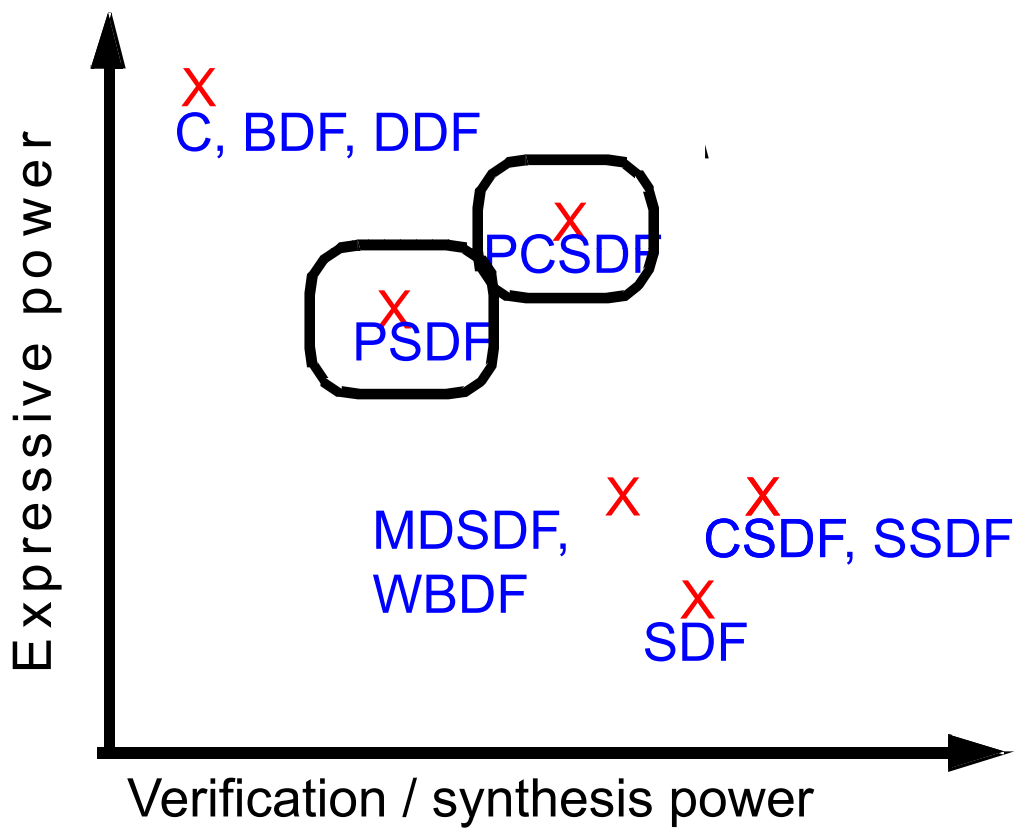 Expressive power
X
C, BDF, DDF
X
PCSDF
X
PSDF
X
MDSDF,
WBDF
X
CSDF, SSDF
X
SDF
Verification / synthesis power